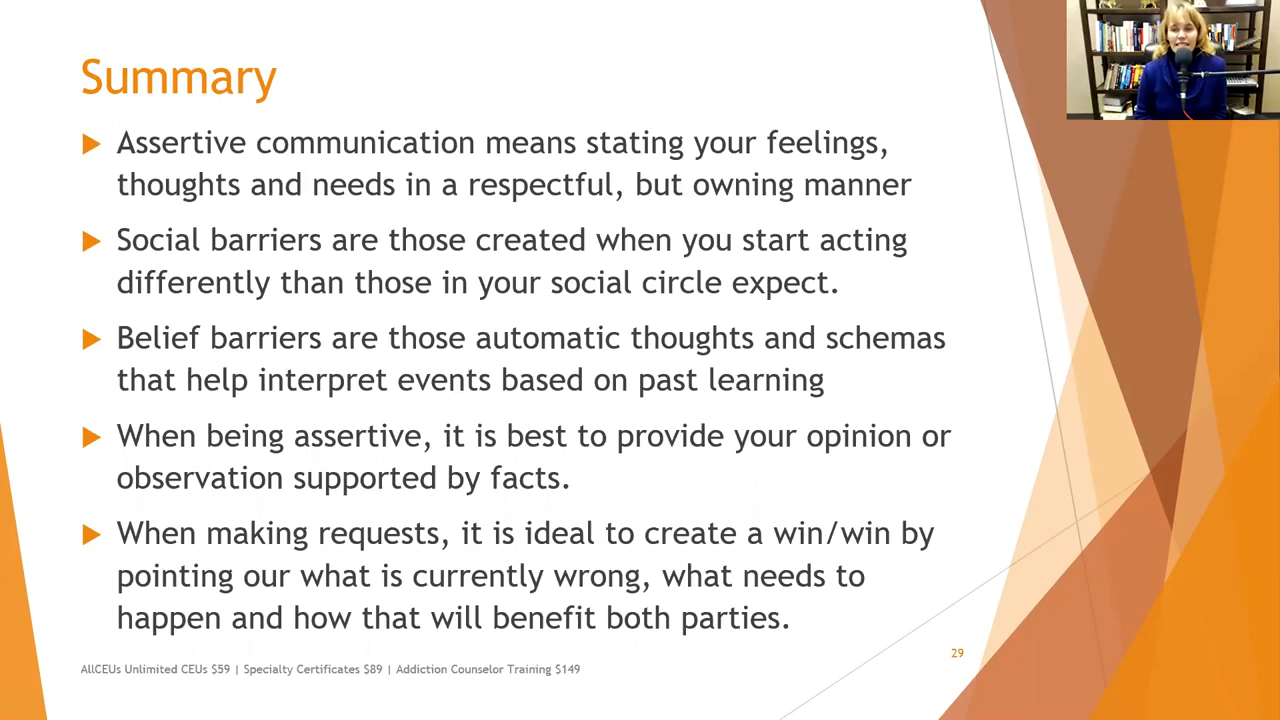 Summary
Assertive communication means stating your feelings,
thoughts and needs in a respectful, but owning manner
Social barriers are those created when you start acting
differently than those in your social circle expect.
Belief barriers are those automatic thoughts and schemas
that help interpret events based on past learning
When being assertive, it is best to provide your opinion or
observation supported by facts.
When making requests, it is ideal to create a win/win by
pointing our what is currently wrong, what needs to
happen and how that will benefit both parties.
29
AllCEUs Unlimited CEUs $59 | Specialty Certificates $89 | Addiction Counselor Training $149